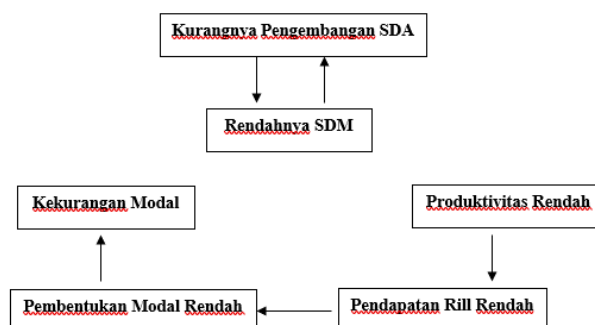 Kurangnya Pengembangan SDA
Rendahnya SDM
Kekurangan Modal
Produktivitas Rendah
Pembentukan Modal Rendah
Pendapatan Rill Rendah